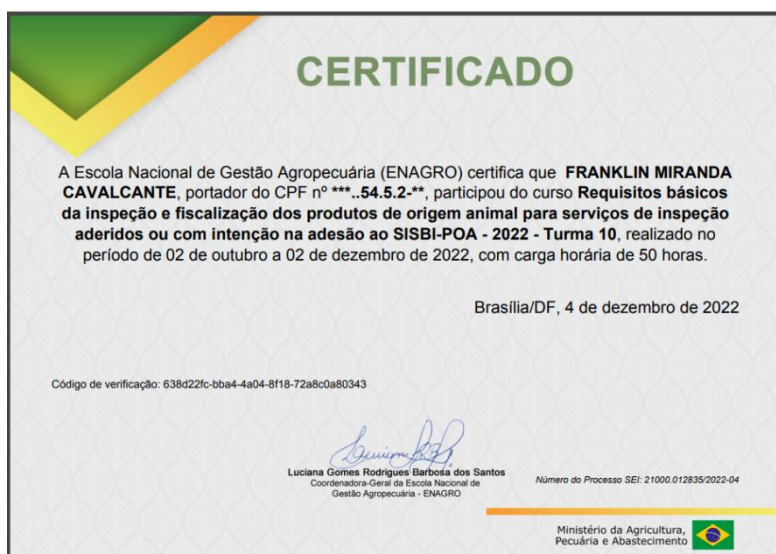 CERTIFICADO
A Escola Nacional de Gestão Agropecuária (ENAGRO) certifica que FRANKLIN MIRANDA
CAVALCANTE, portador do CPF nº ***..54.5.2-**, participou do curso Requisitos básicos
da inspeção e fiscalização dos produtos de origem animal para serviços de inspeção
aderidos ou com intenção na adesão ao SISBI-POA - 2022 - Turma 10, realizado no
período de 02 de outubro a 02 de dezembro de 2022, com carga horária de 50 horas.
Brasília/DF, 4 de dezembro de 2022
Código de verificação: 638d22fc-bba4-4a04-8f18-72a8c0a80343
Luciana Gomes Rodrigues Barbosa dos Santos
Coordenadora-Geral da Escola Nacional de
Gestão Agropecuária - ENAGRO
Número do Processo SEI: 21000.012835/2022-04
Ministério da Agricultura,
Pecuária e Abastecimento